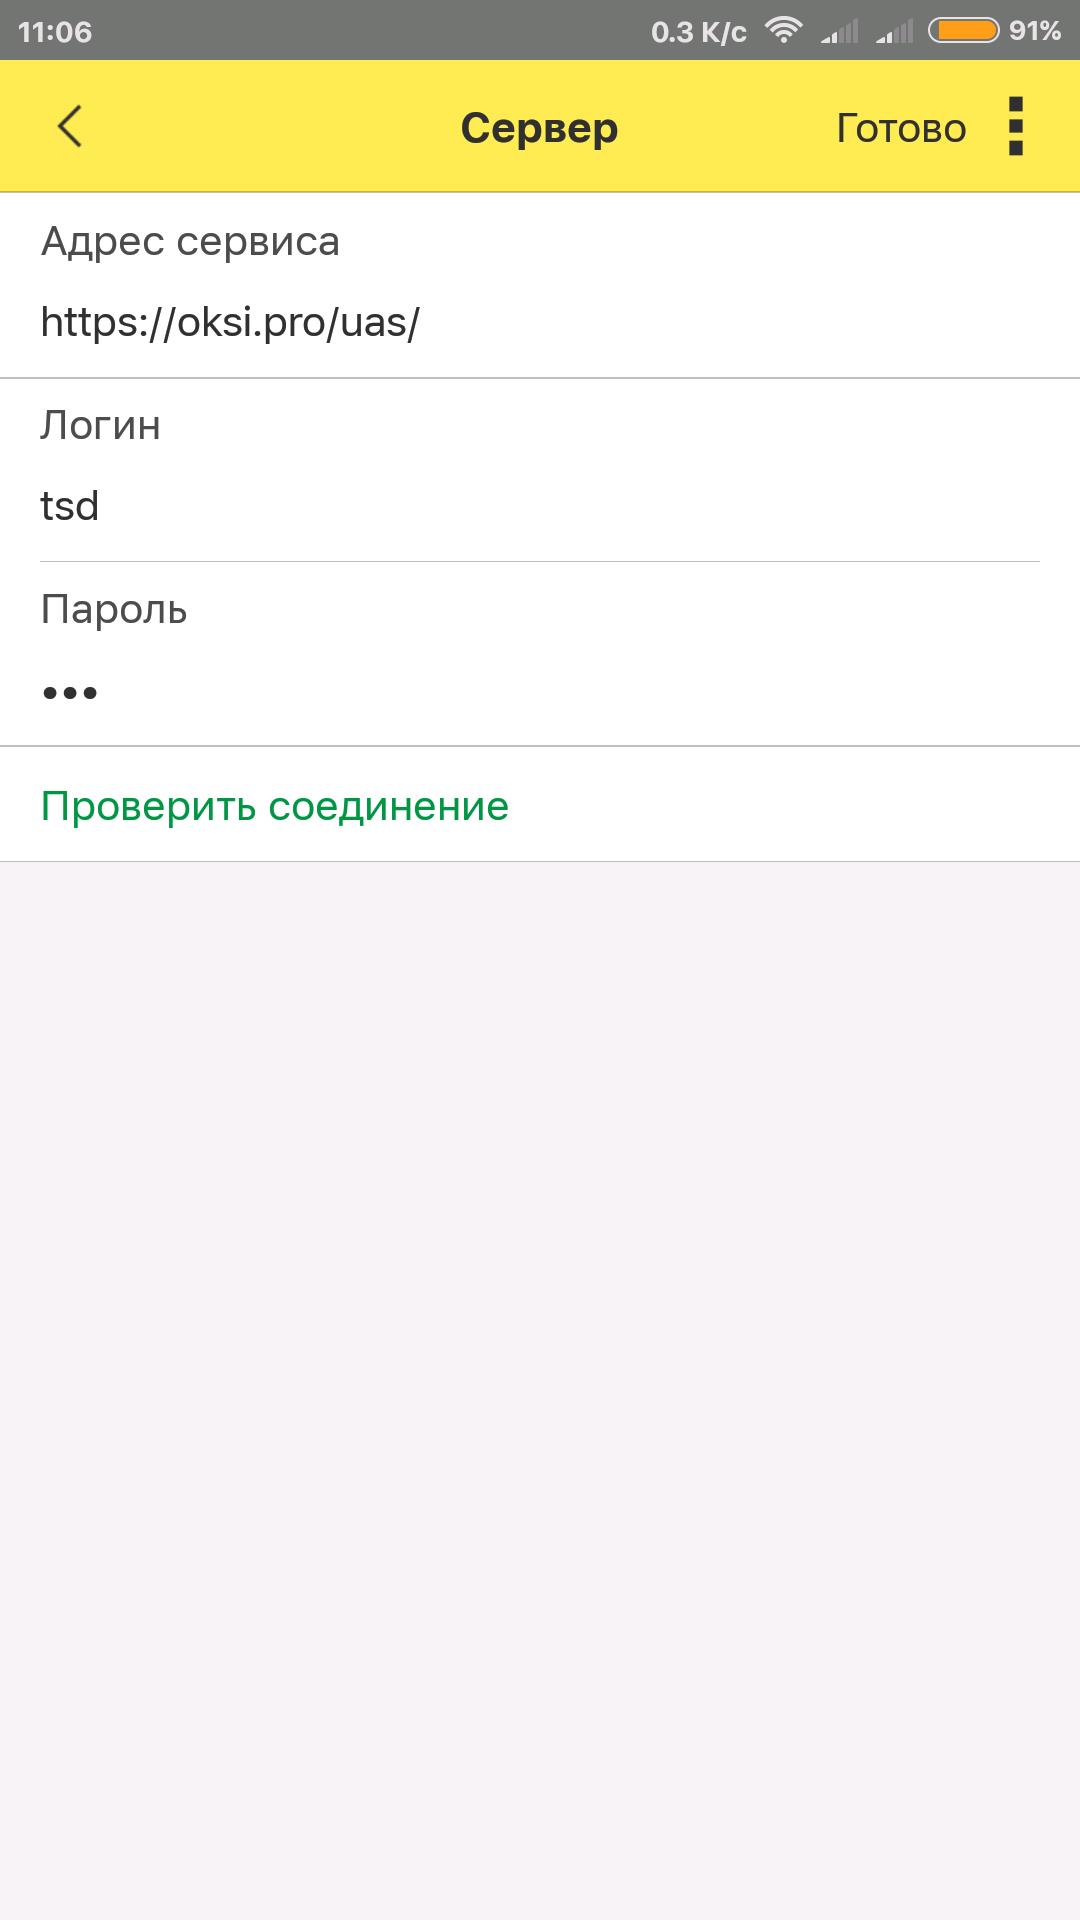 11:06 0.3 K/c 91%
Сервер Готово
Адрес сервиса
https://oksi.pro/uas/
Логин
tsd
Пароль
•••
Проверить соединение